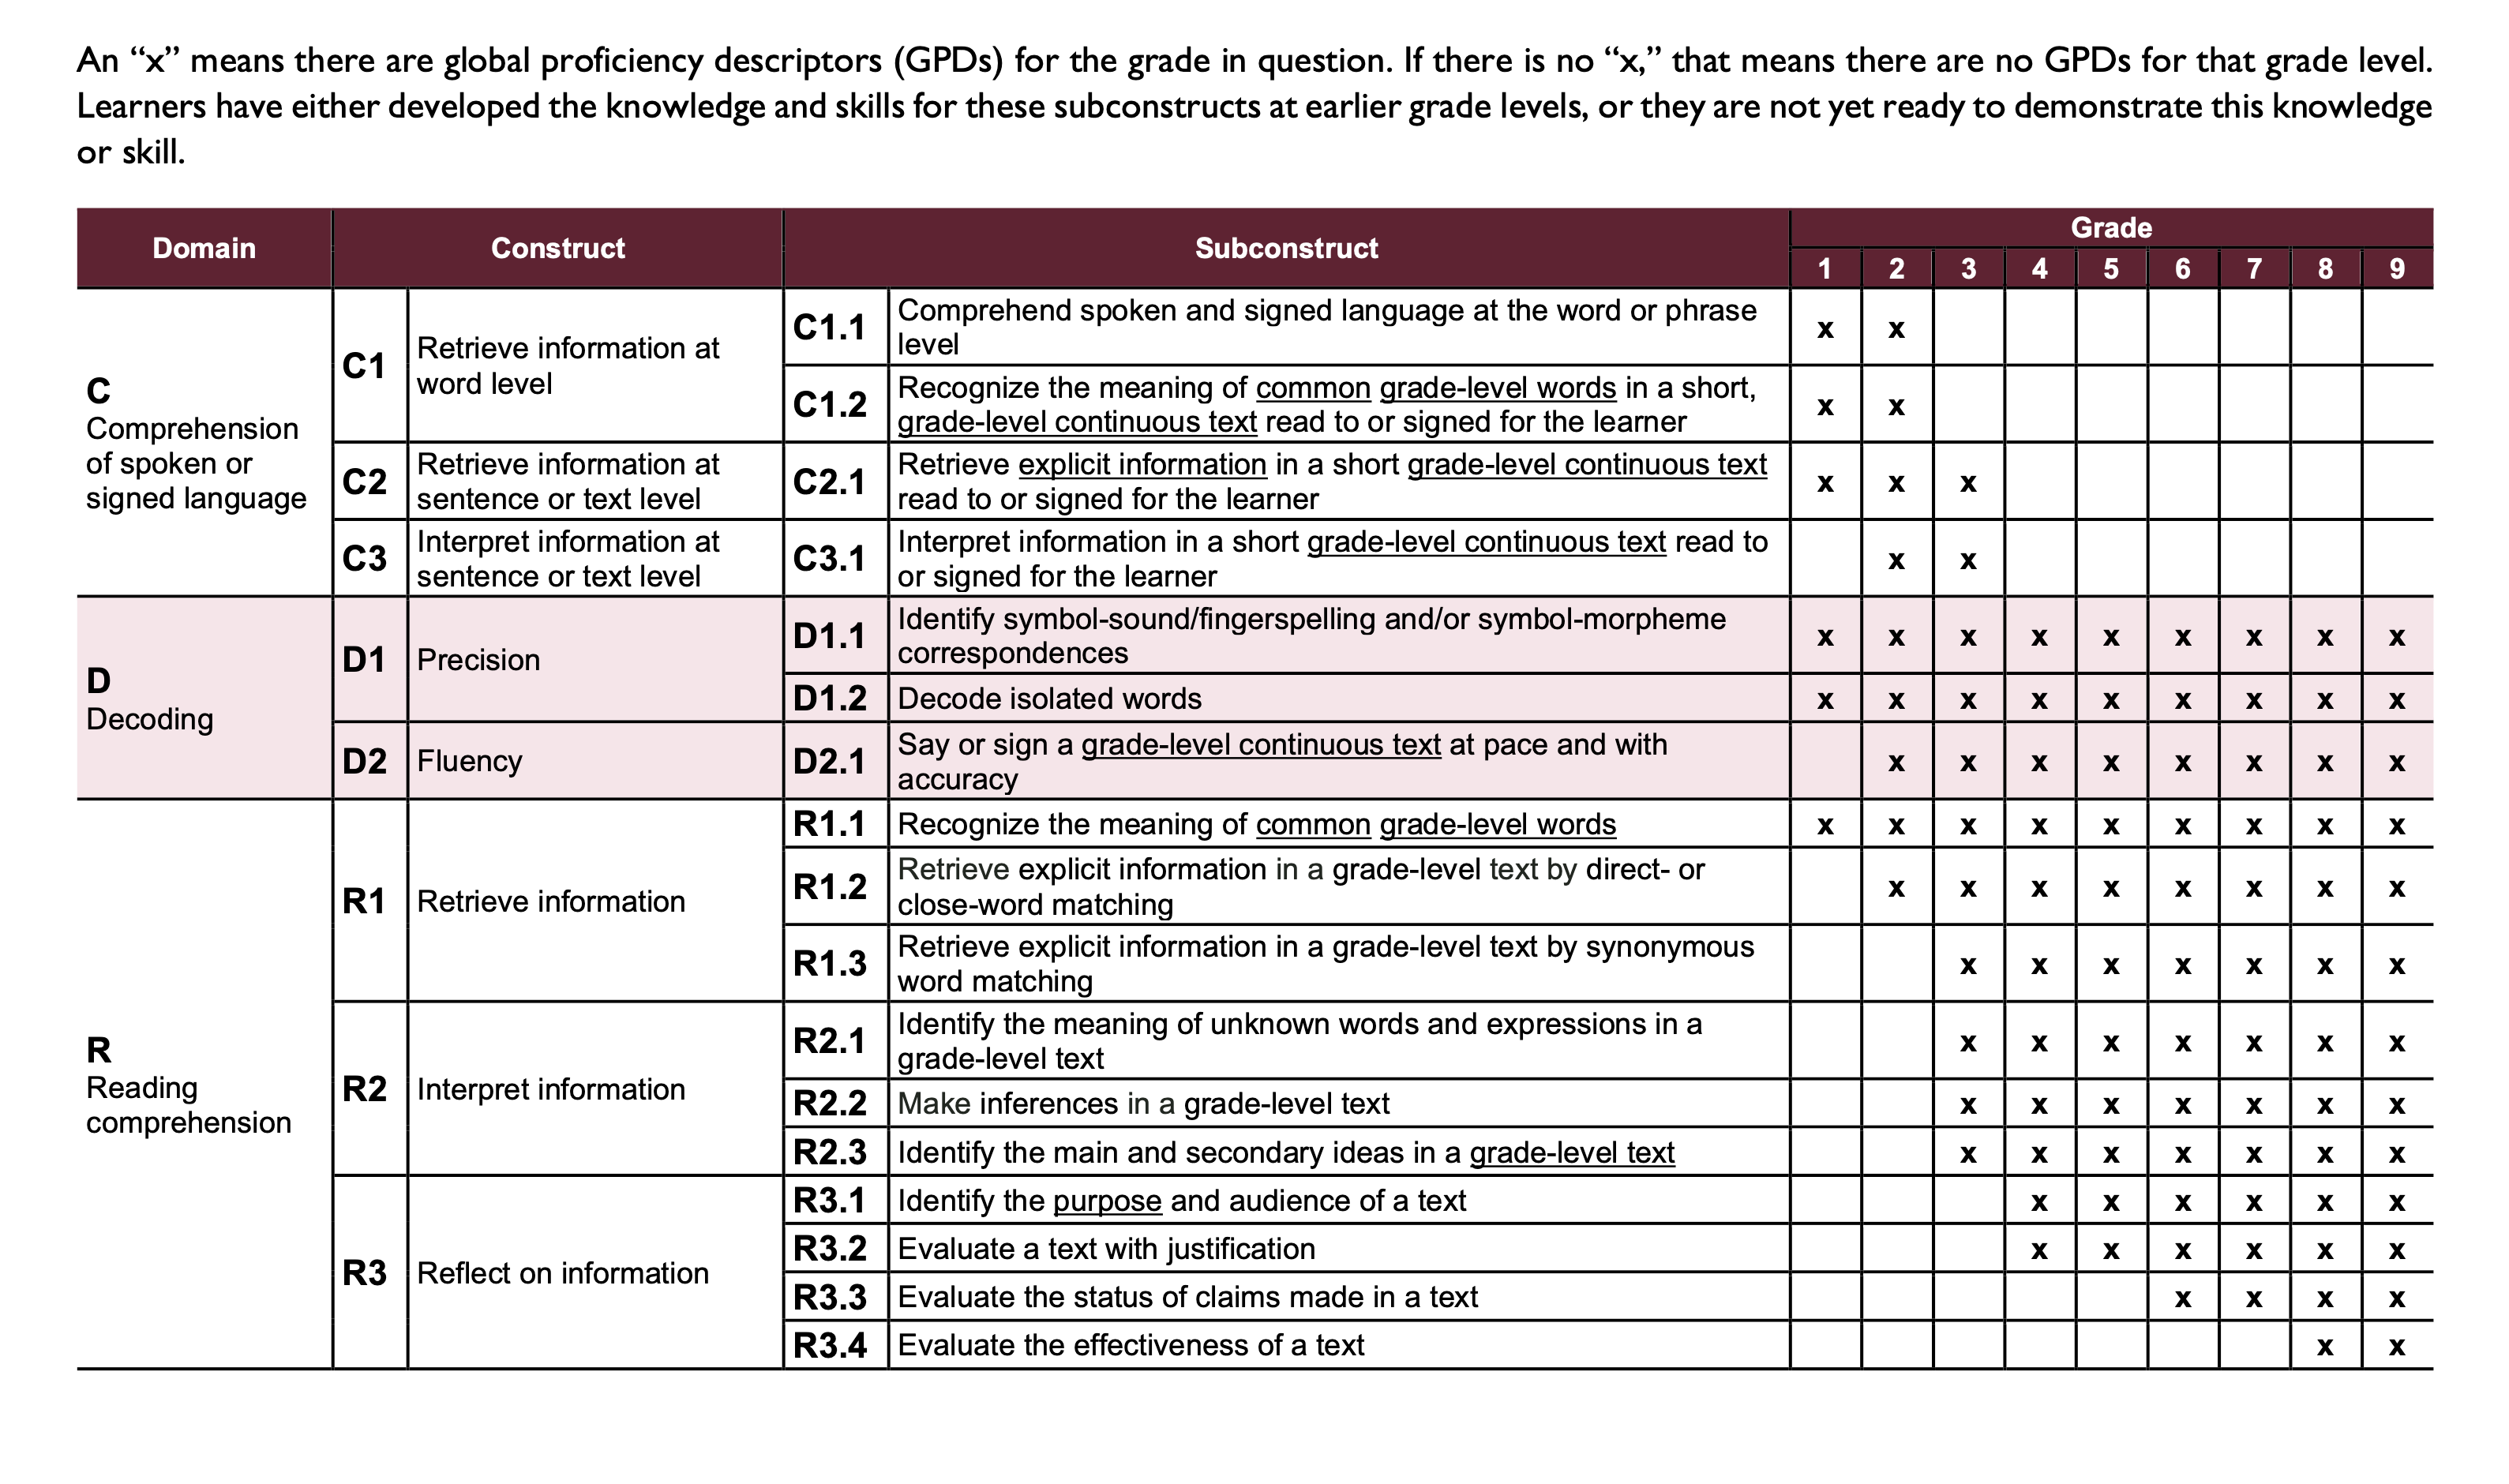 An “x” means there are global proficiency descriptors (GPDs) for the grade in question. If there is no “x,” that means there are no GPDs for that grade level.
Learners have either developed the knowledge and skills for these subconstructs at earlier grade levels, or they are not yet ready to demonstrate this knowledge
or skill.
Domain Construct Subconstruct Grade
1 2 3 4 5 6 7 8 9
C
Comprehension
of spoken or
signed language
C1
Retrieve information at
word level
C1.1
Comprehend spoken and signed language at the word or phrase
level
x x
C1.2
Recognize the meaning of common grade-level words in a short,
grade-level continuous text read to or signed for the learner
x x
C2
Retrieve information at
sentence or text level
C2.1
Retrieve explicit information in a short grade-level continuous text
read to or signed for the learner
x x x
C3
Interpret information at
sentence or text level
C3.1
Interpret information in a short grade-level continuous text read to
or signed for the learner
x x
D
Decoding
D1
Precision
D1.1
Identify symbol-sound/fingerspelling and/or symbol-morpheme
correspondences
x x x x x x x x x
D1.2 Decode isolated words x x x x x x x x x
D2
Fluency
D2.1
Say or sign a grade-level continuous text at pace and with
accuracy
x x x x x x x x
R
Reading
comprehension
R1
Retrieve information
R1.1 Recognize the meaning of common grade-level words x x x x x x x x x
R1.2
Retrieve explicit information in a grade-level text by direct- or
close-word matching
x x x x x x x x
R1.3
Retrieve explicit information in a grade-level text by synonymous
word matching
x x x x x x x
R2
Interpret information
R2.1
Identify the meaning of unknown words and expressions in a
grade-level text
x x x x x x x
R2.2 Make inferences in a grade-level text x x x x x x x
R2.3 Identify the main and secondary ideas in a grade-level text x x x x x x x
R3
Reflect on information
R3.1 Identify the purpose and audience of a text x x x x x x
R3.2 Evaluate a text with justification x x x x x x
R3.3 Evaluate the status of claims made in a text x x x x
R3.4 Evaluate the effectiveness of a text x x